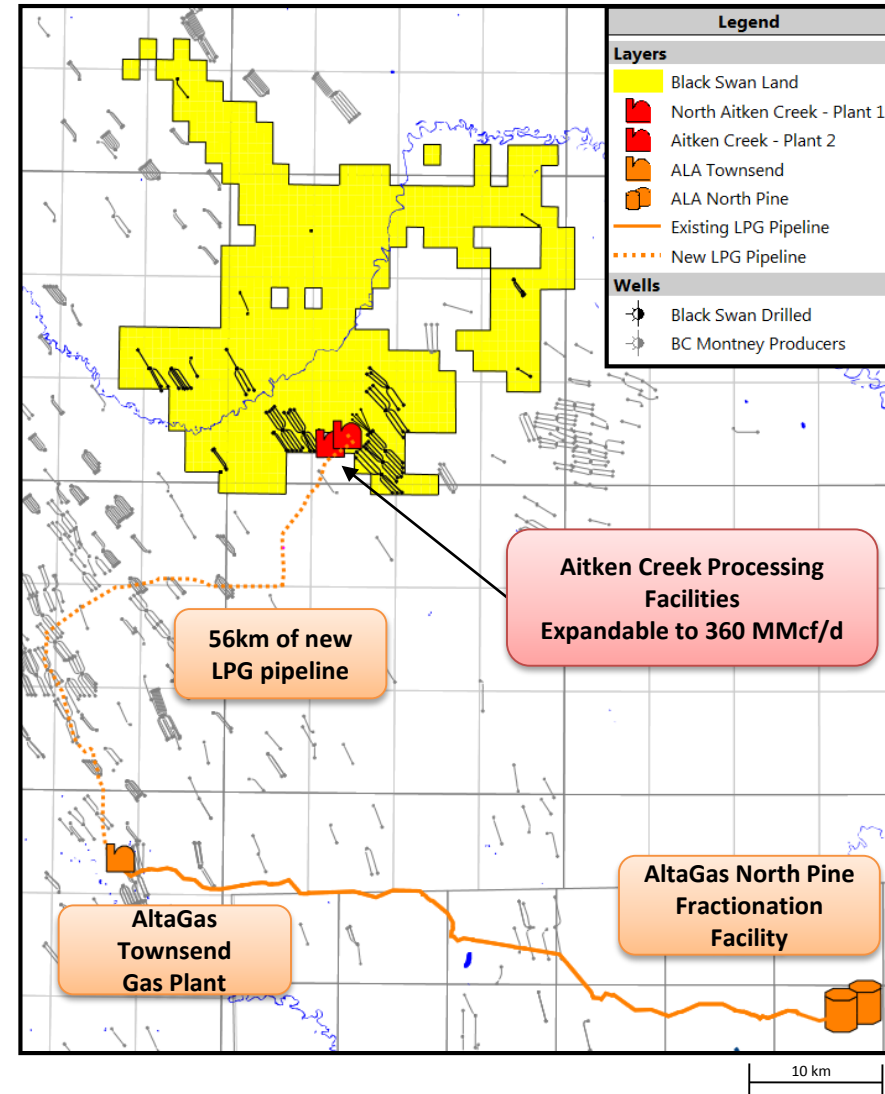 Legend
Layers
Black Swan Land
North Aitken Creek - Plant 1
Aitken Creek - Plant 2
ALA Townsend
ALA North Pine
Existing LPG Pipeline
New LPG Pipeline
Wells
Black Swan Drilled
BC Montney Producers
Aitken Creek Processing
Facilities
Expandable to 360 MMcf/d
56km of new
LPG pipeline
AltaGas North Pine
Fractionation
Facility
AltaGas
Townsend
Gas Plant
10 km